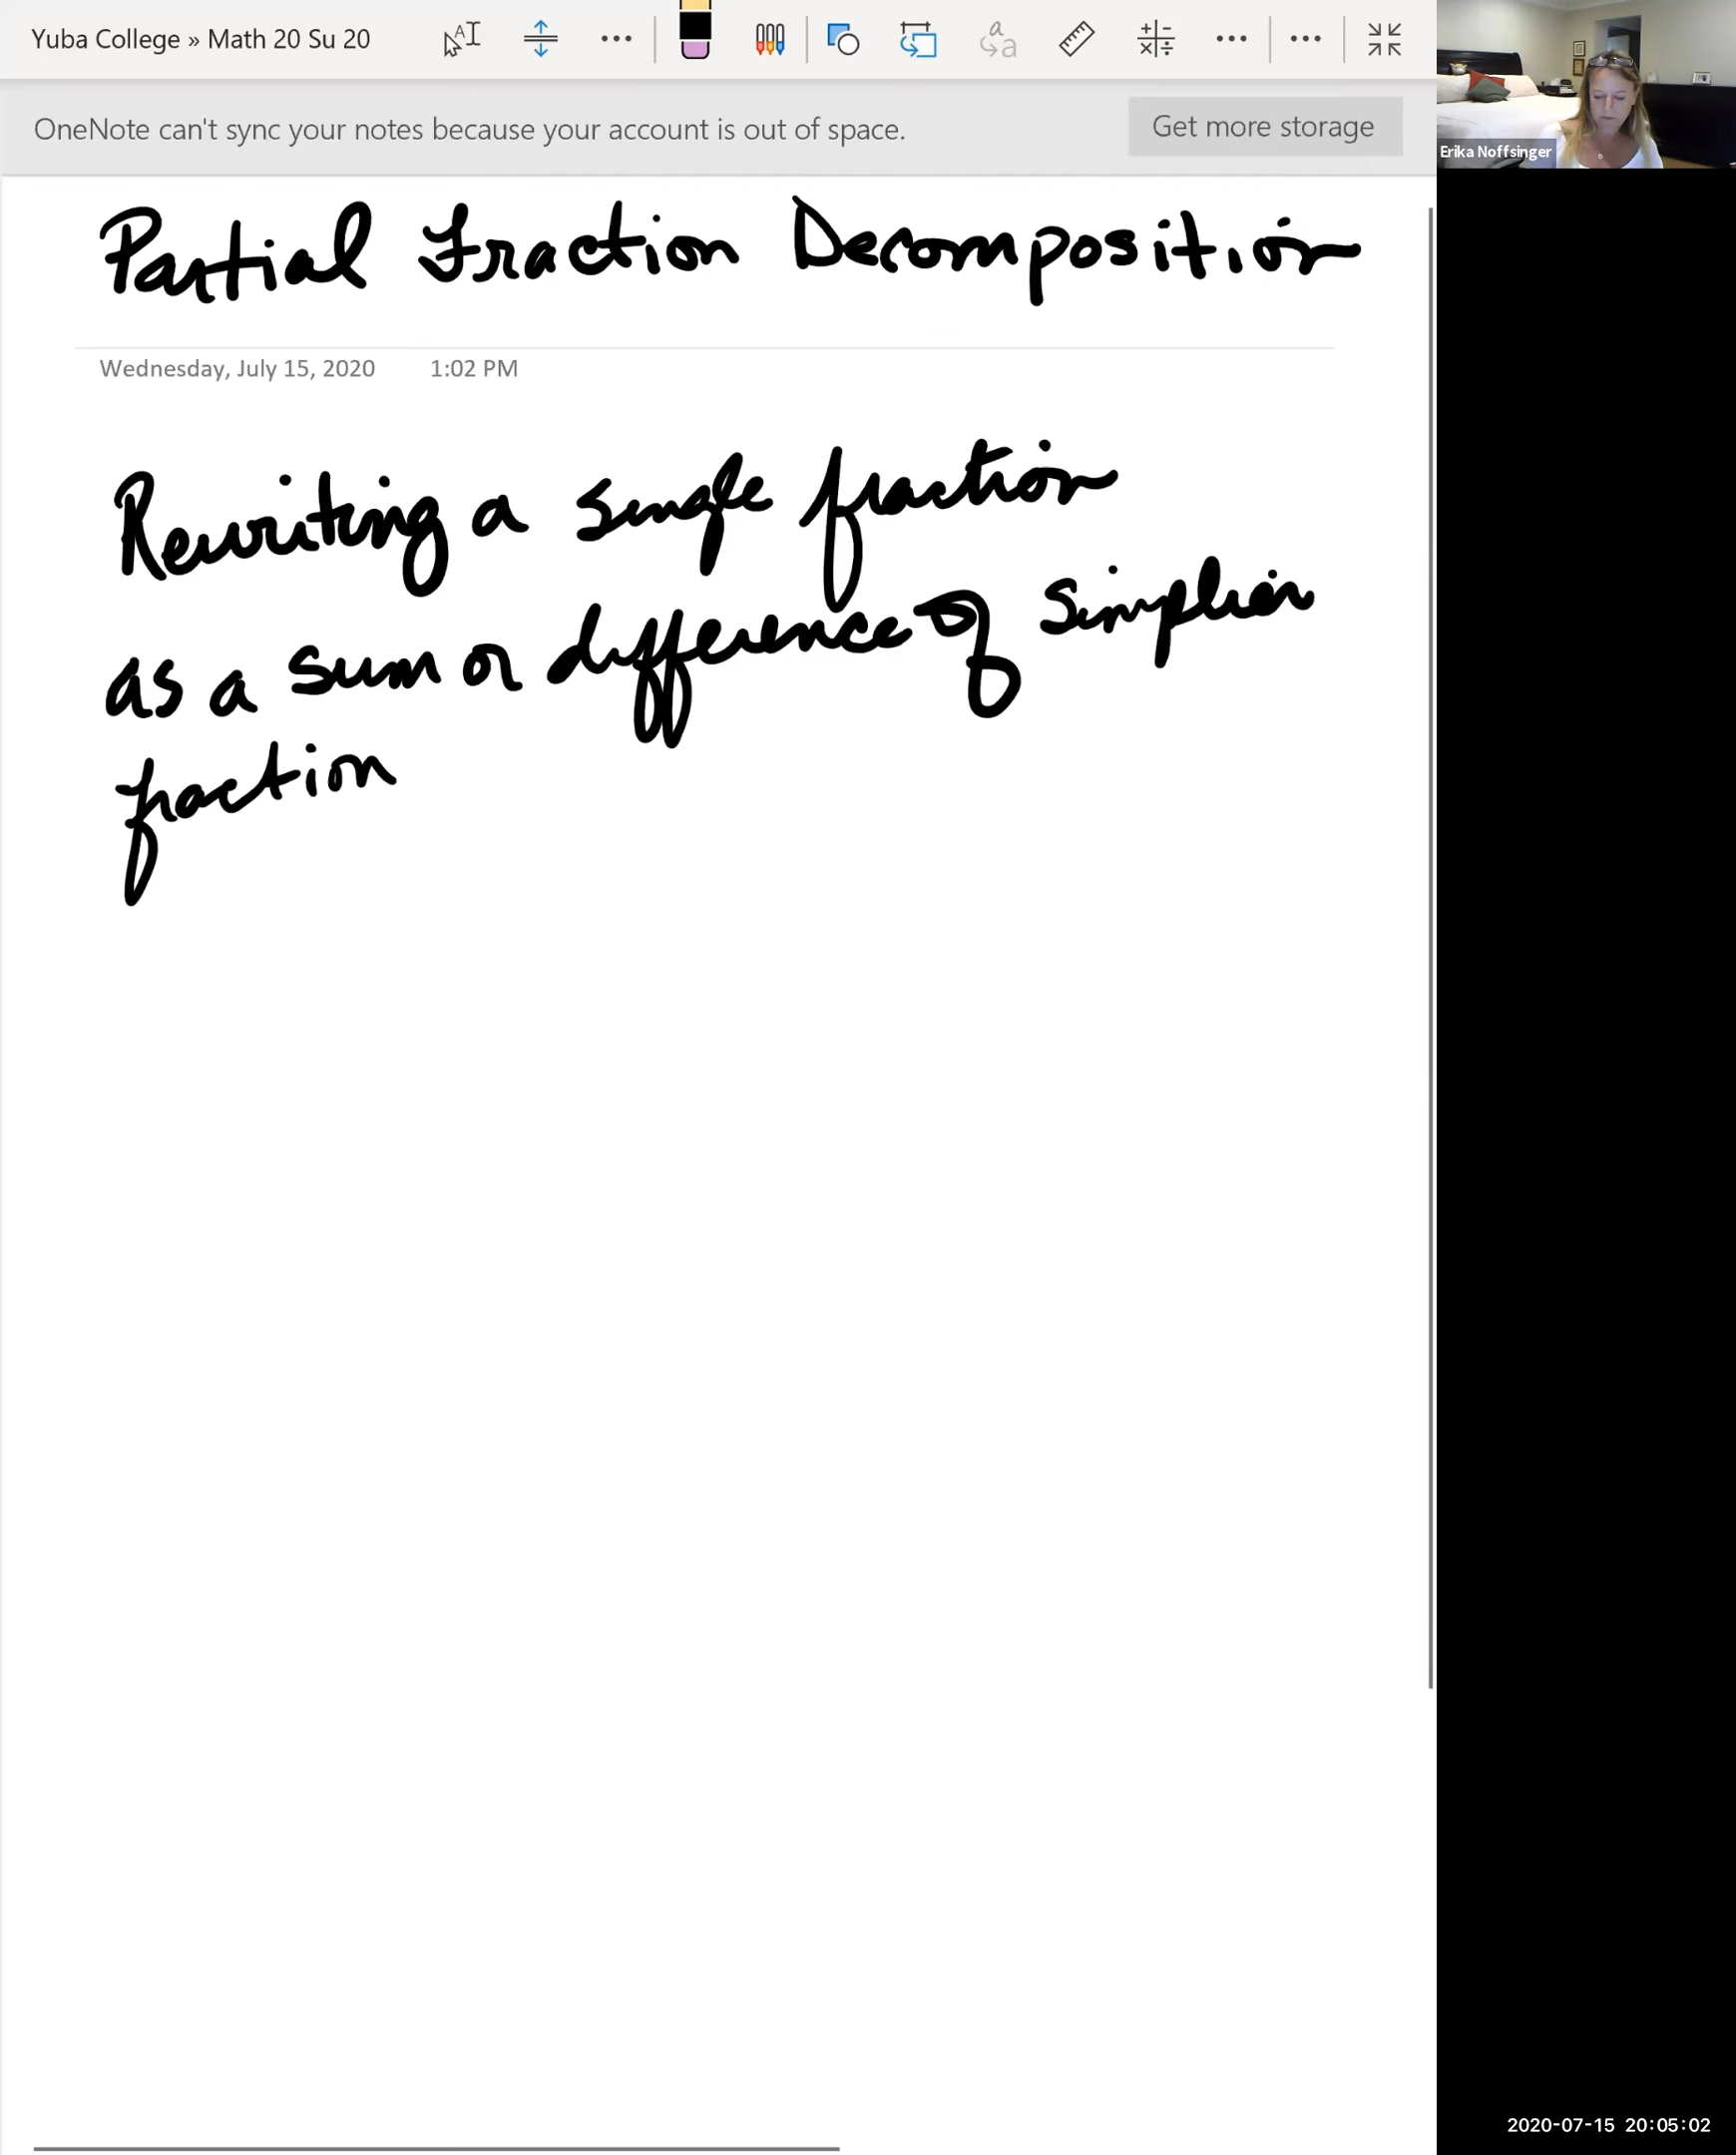 Yuba College » Math 20 Su 20
OneNote can't sync your notes because your account is out of space.
Get more storage
Erika Noffsinger
Partial Fraction Decomposition
Wednesday, July 15, 2020 1:02 PM
Rewriting a single fraction
as a sum or difference of simplier
fraction
2020-07-15 20:05:02